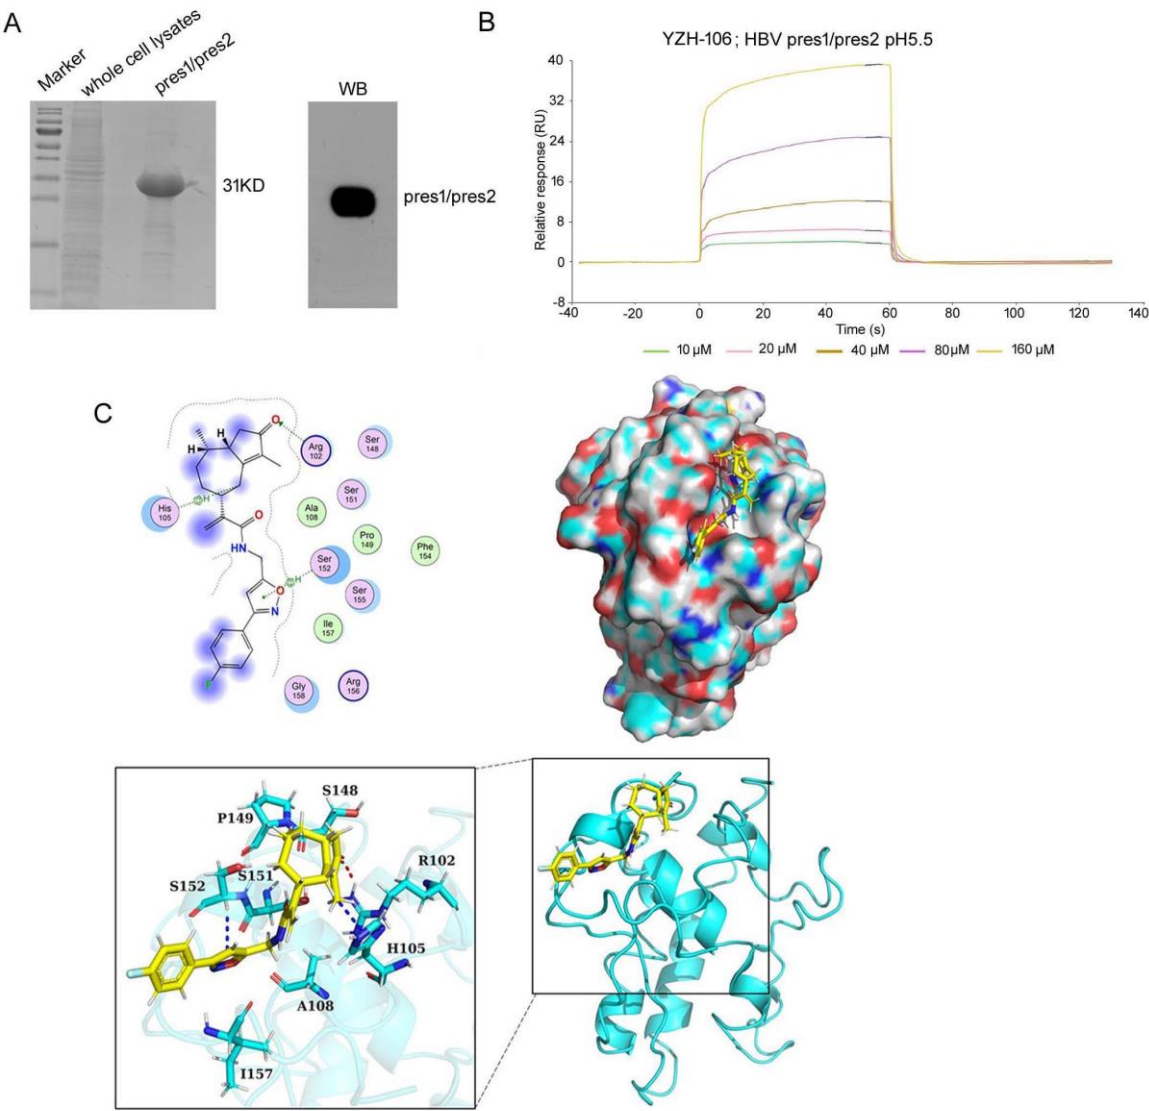 A
Marker
whole cell lysates
pres1/pres2
31KD
WB
pres1/pres2
B
YZH-106 ; HBV pres1/pres2 pH5.5
Relative response (RU)
40
32
24
16
8
0
-8
-40
-20
0
20
40
60
80
100
120
140
Time (s)
10 µM
20 µM
40 µM
80µM
160 µM
C
H
H
O
Arg
102
Ser
148
His
105
H
Ser
151
Ala
108
O
Pro
149
Phe
154
HN
Ser
152
H
O
N
Ser
155
Ile
157
F
Gly
158
Arg
156
S148
P149
R102
S151
S152
H105
A108
I157